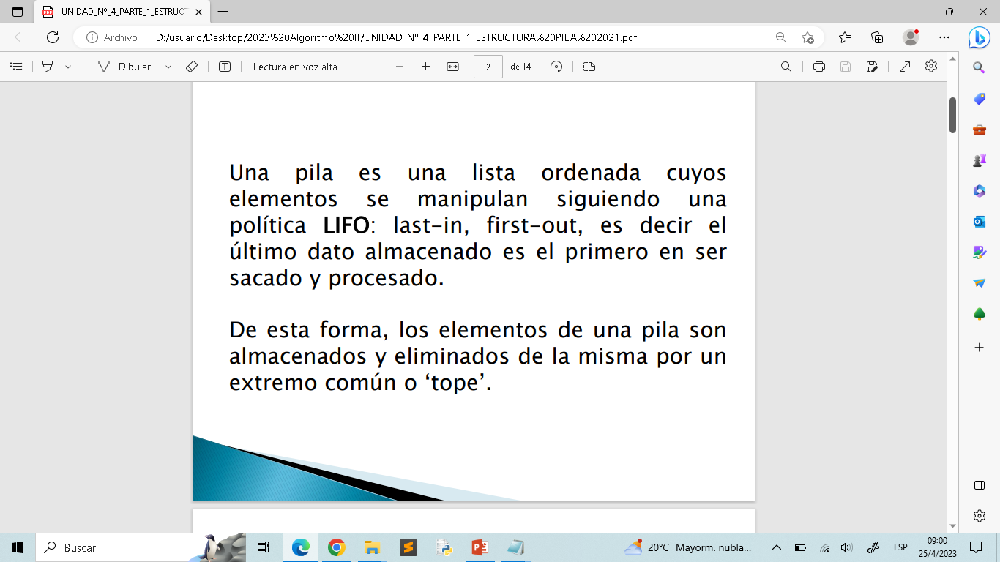 UNIDAD_Nº_4_PARTE_1_ESTRUCT
Archivo
D:/usuario/Desktop/2023%20Algoritmo%20II/UNIDAD_Nº_4_PARTE_1_ESTRUCTURA%20PILA%202021.pdf
Dibujar
Lectura en voz alta
2
de 14
Una pila es una lista ordenada cuyos
elementos se manipulan siguiendo una
política LIFO: last-in, first-out, es decir el
último dato almacenado es el primero en ser
sacado y procesado.
De esta forma, los elementos de una pila son
almacenados y eliminados de la misma por un
extremo común o ‘tope’.
Buscar
20°C Mayorm. nubla...
ESP
09:00
25/4/2023